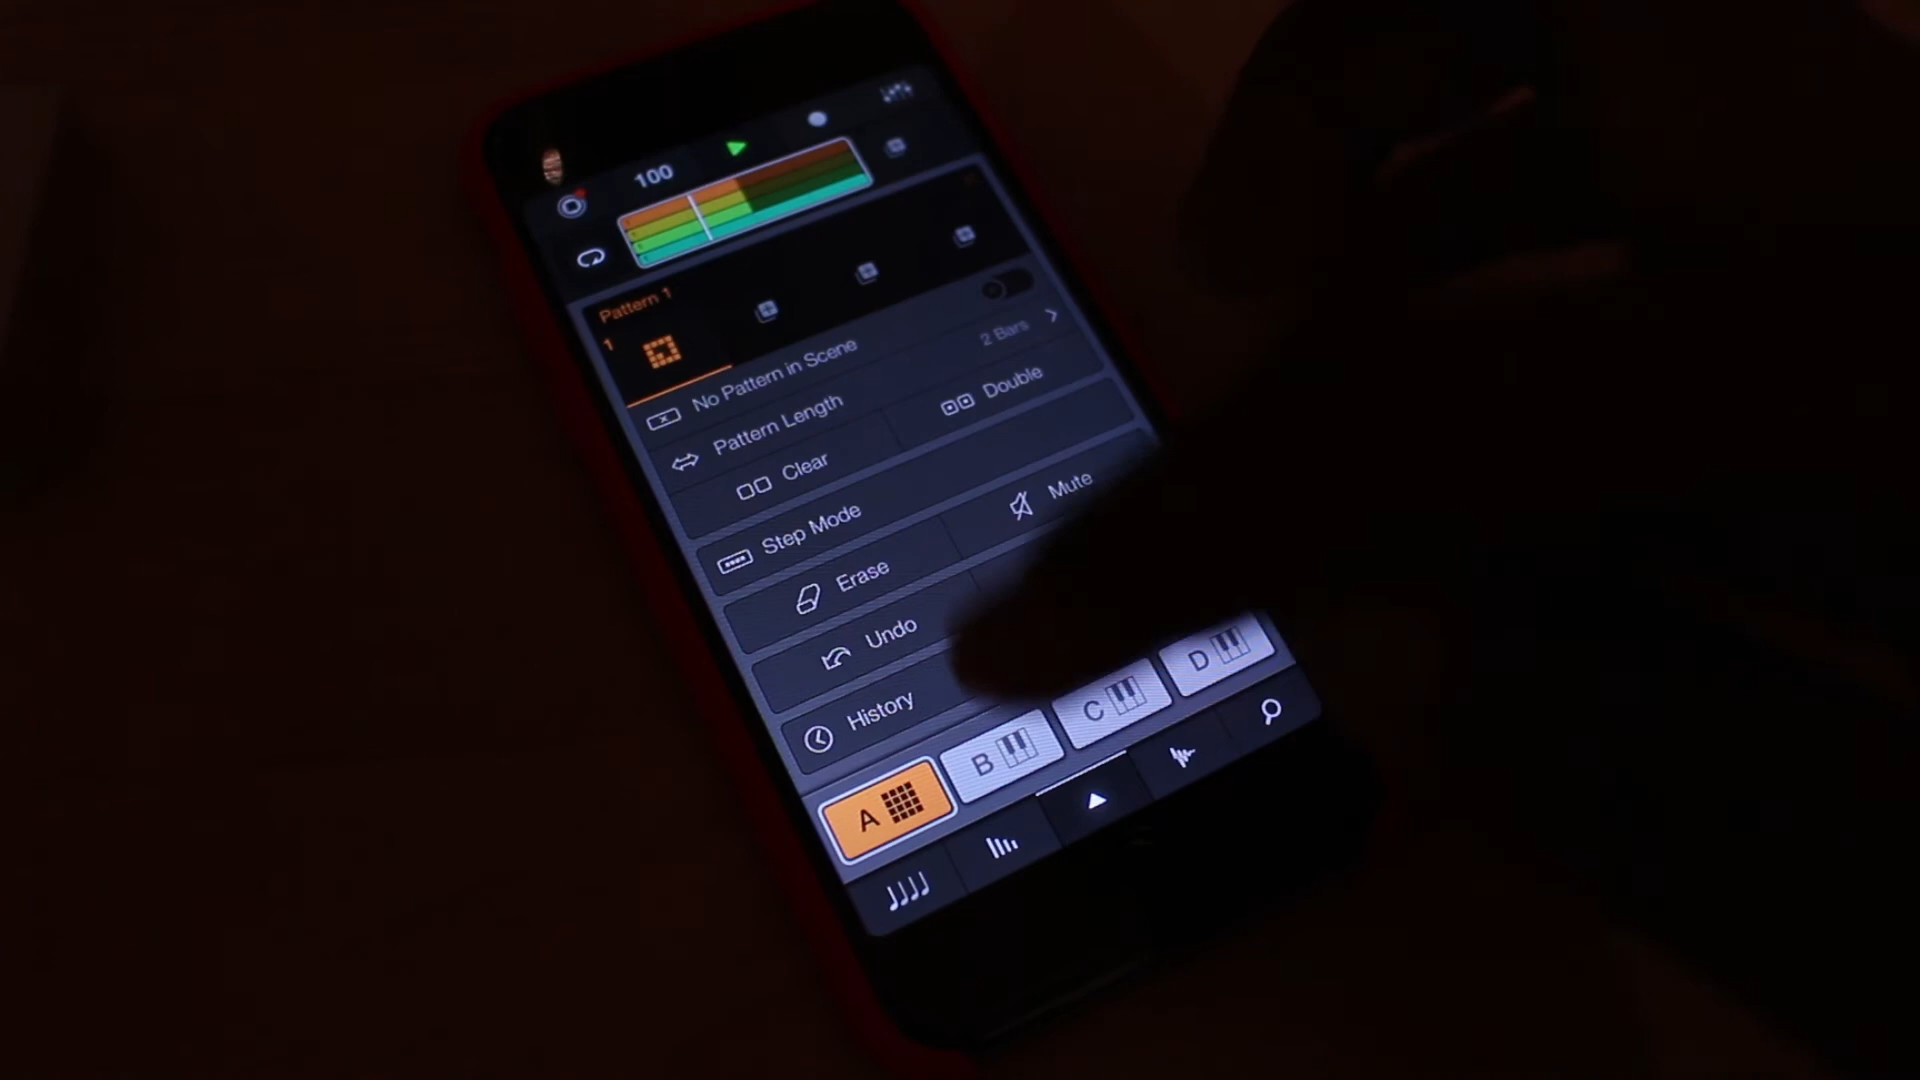 100
Pattern 1
1
No Pattern in Scene
Pattern Length 2 Bars
Clear Double
Step Mode
Erase Mute
Undo
History
A B C D